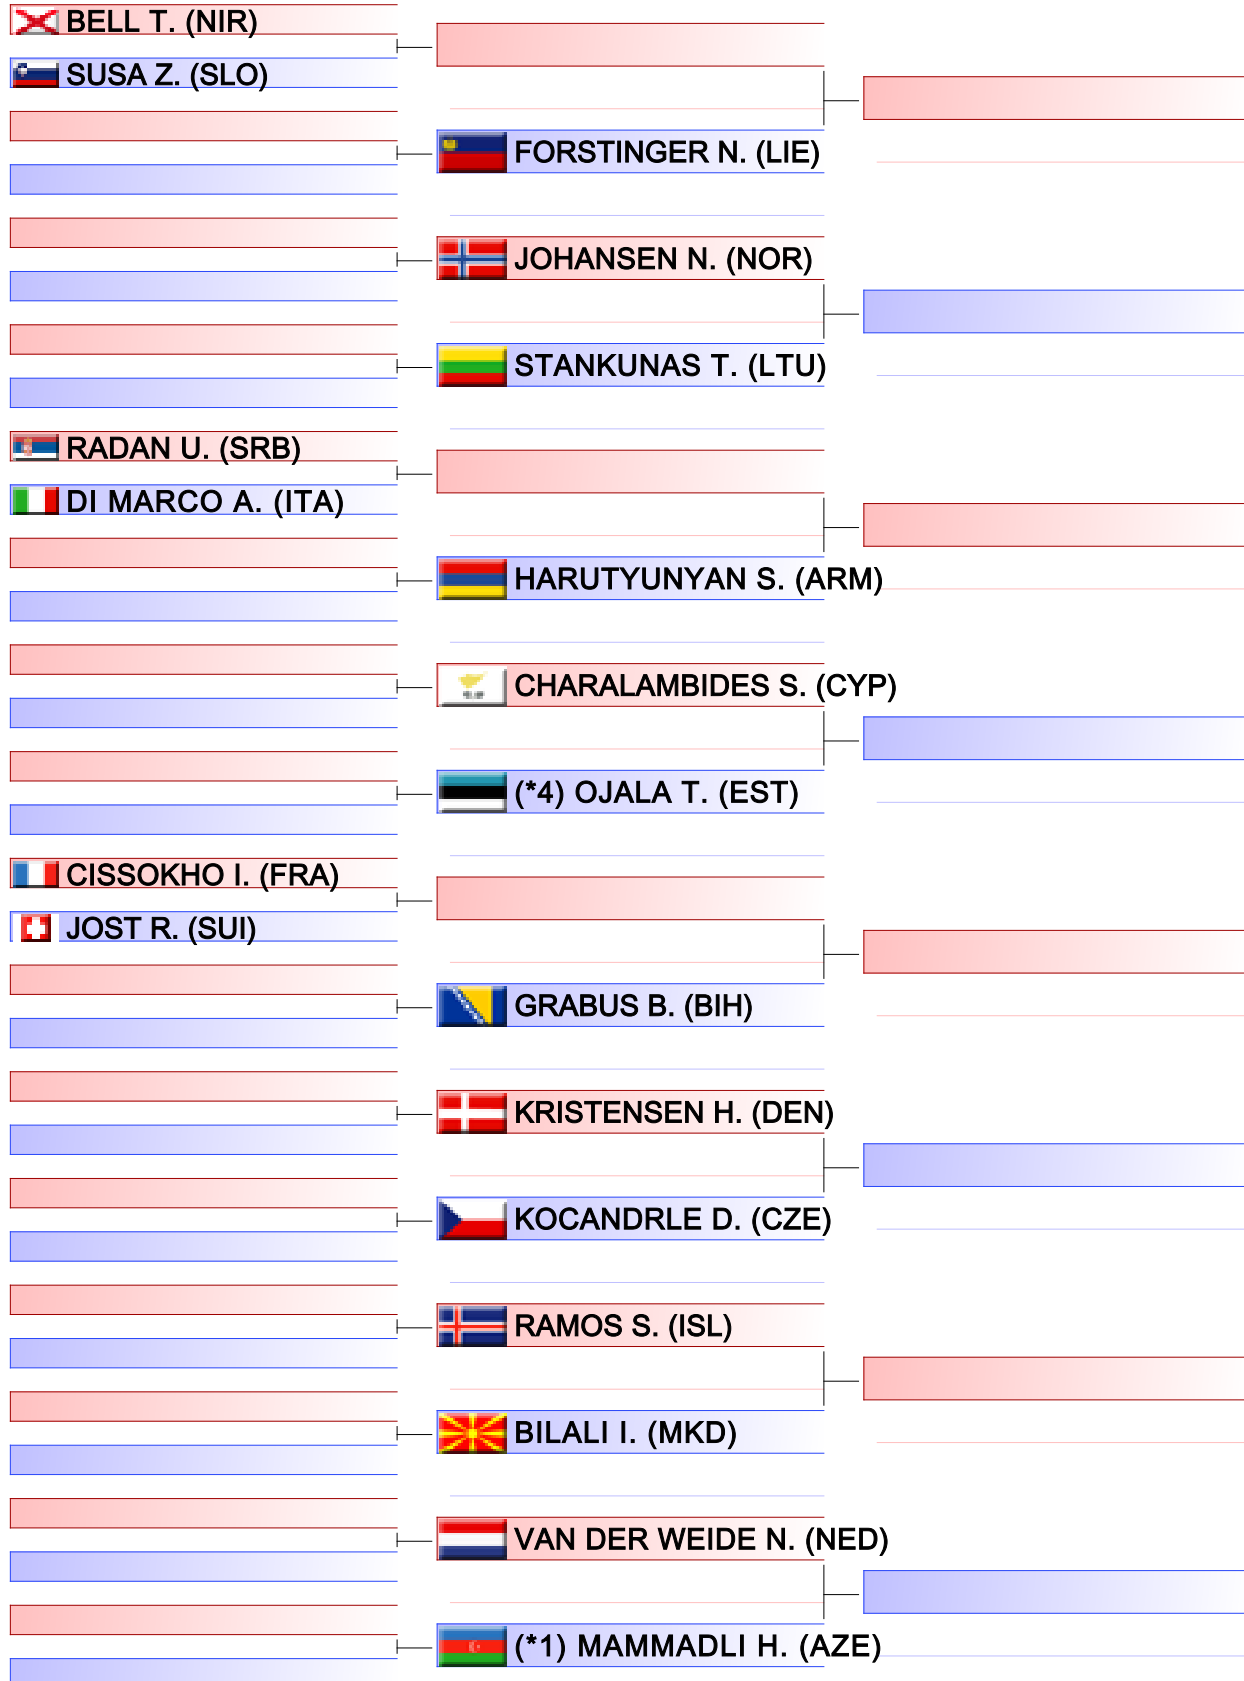 BELL T. (NIR)
SUSA Z. (SLO)
FORSTINGER N. (LIE)
JOHANSEN N. (NOR)
STANKUNAS T. (LTU)
RADAN U. (SRB)
DI MARCO A. (ITA)
HARUTYUNYAN S. (ARM)
CHARALAMBIDES S. (CYP)
(*4) OJALA T. (EST)
CISSOKHO I. (FRA)
JOST R. (SUI)
GRABUS B. (BIH)
KRISTENSEN H. (DEN)
KOCANDRLE D. (CZE)
RAMOS S. (ISL)
BILALI I. (MKD)
VAN DER WEIDE N. (NED)
(*1) MAMMADLI H. (AZE)